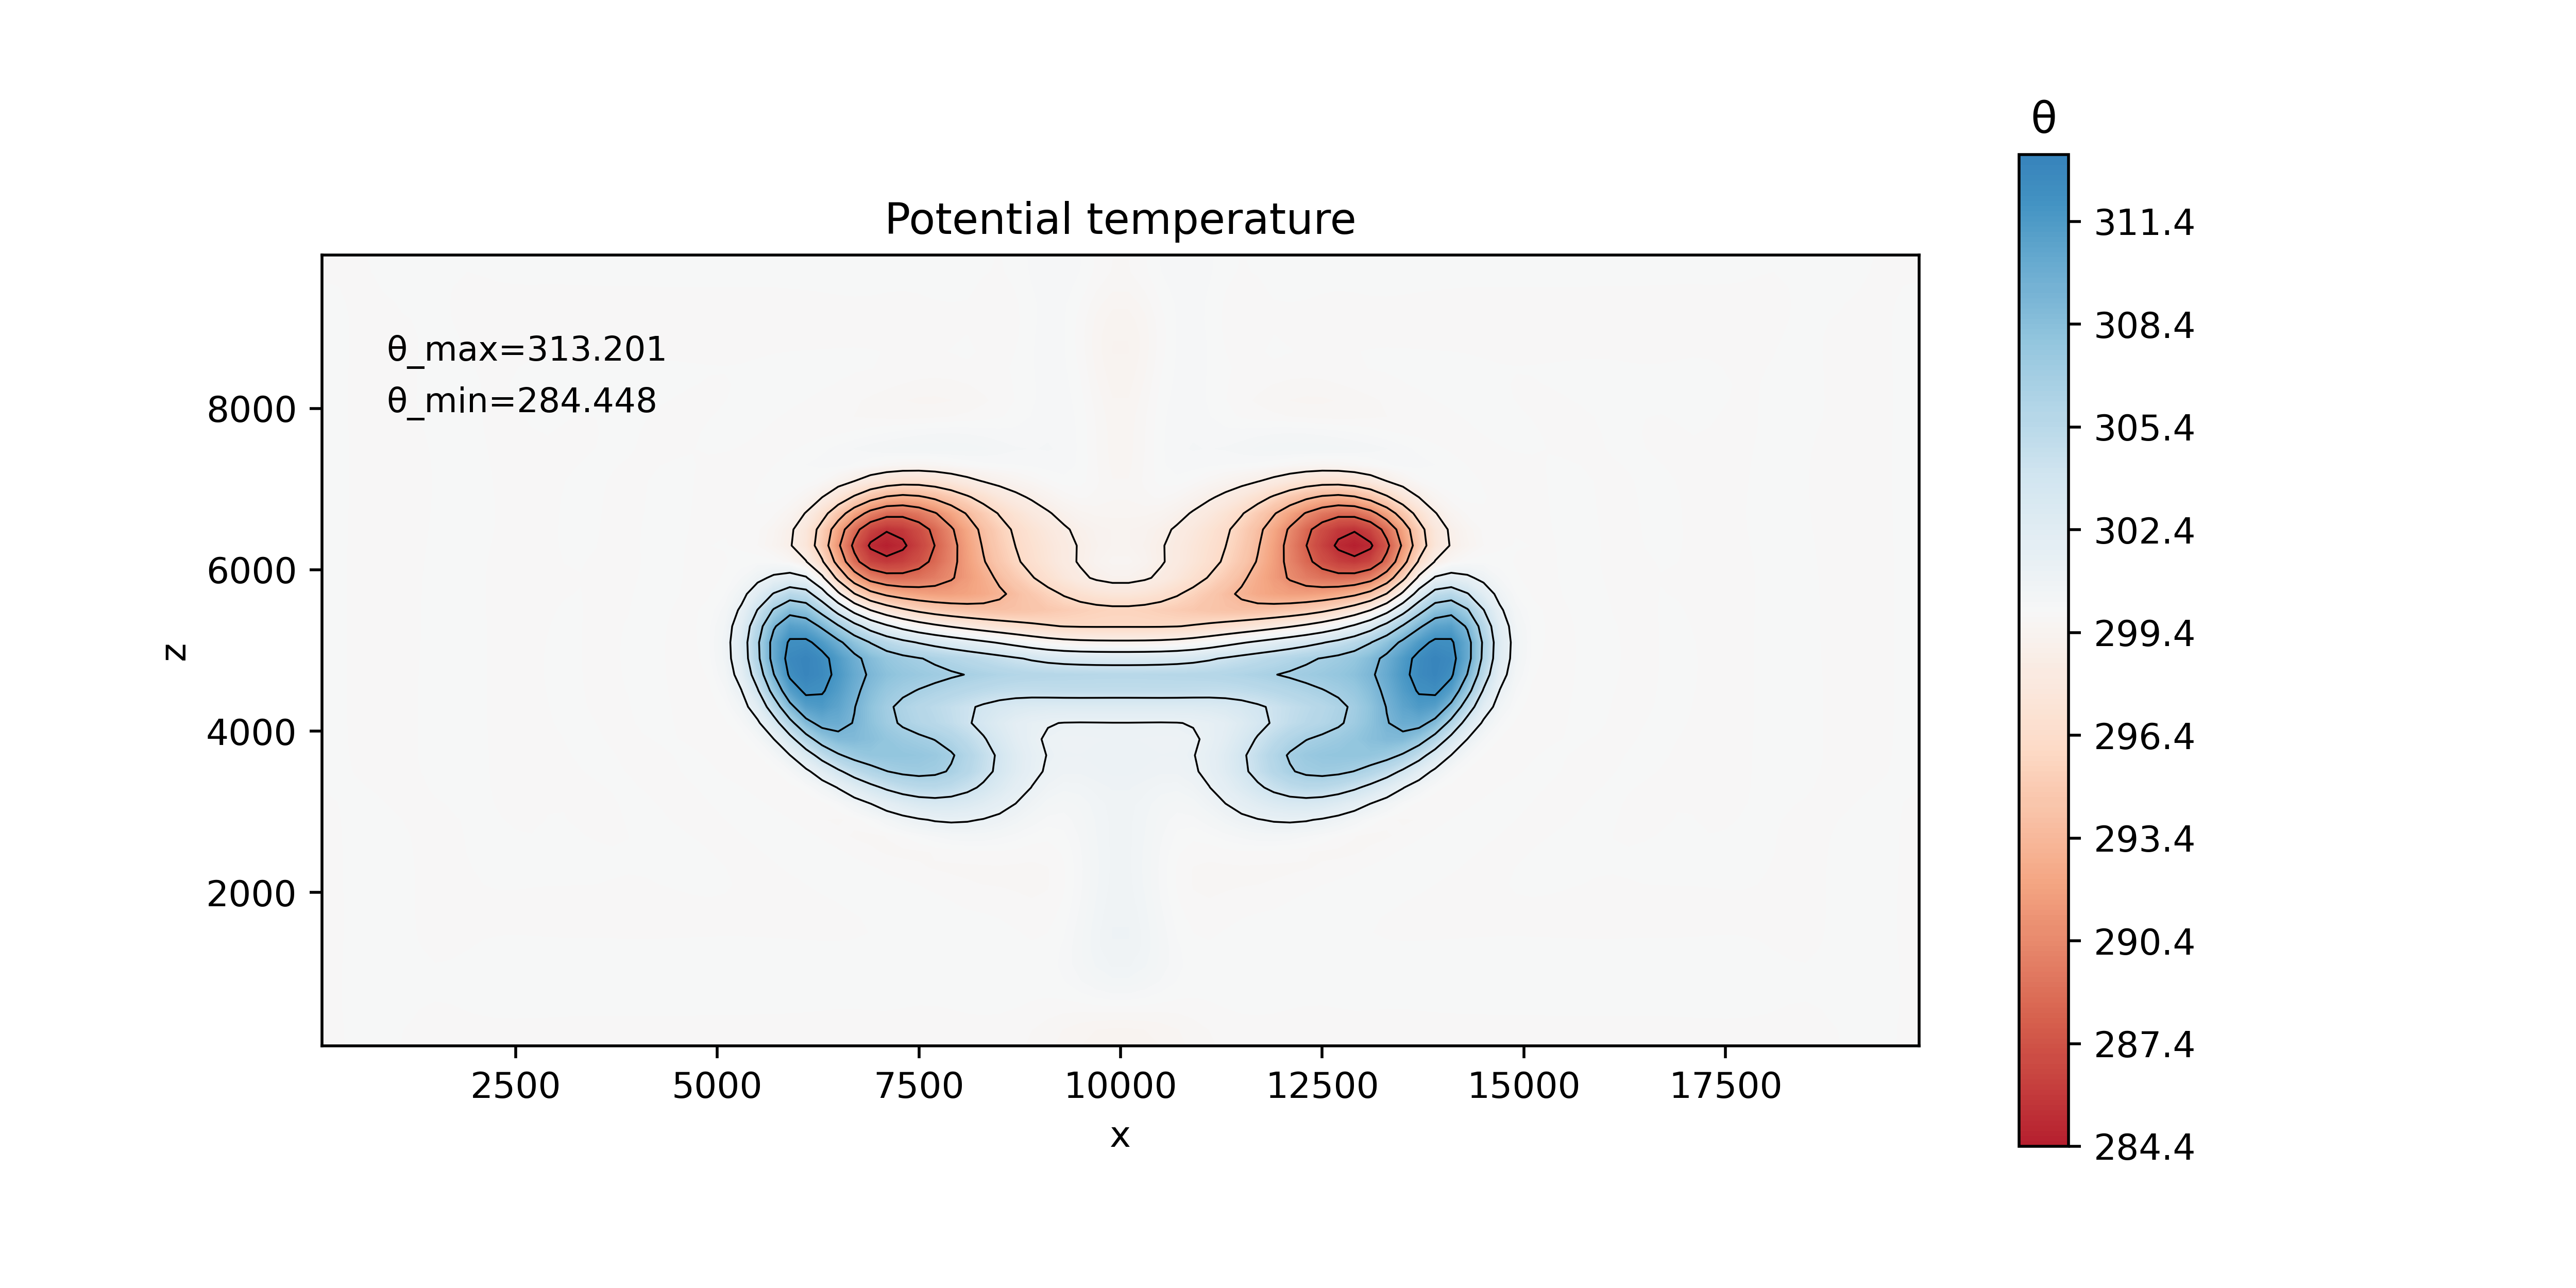 θ
Potential temperature
θ_max=313.201
θ_min=284.448
8000
6000
4000
2000
z
2500 5000 7500 10000 12500 15000 17500
x
311.4
308.4
305.4
302.4
299.4
296.4
293.4
290.4
287.4
284.4